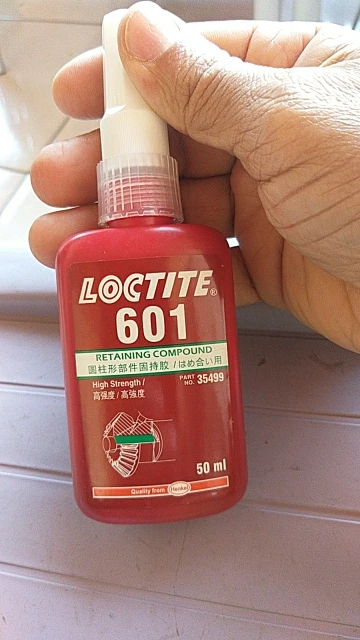 LOCTITE®
601
RETAINING COMPOUND
圆柱形部件固持胶 / はめ合い用
High Strength /
高强度 / 高強度
PART NO. 35499
50 ml
Quality from Henkel